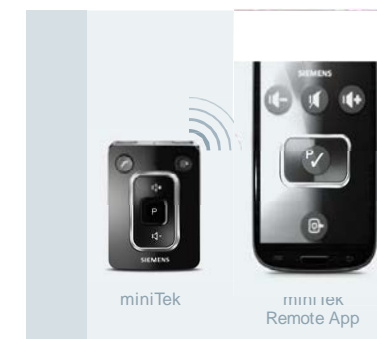 SIEMENS
P
P
SIEMENS
miniTek
miniTek
Remote App